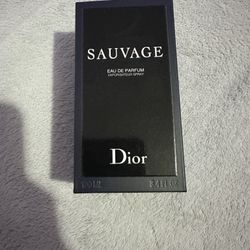 SAUVAGE
EAU DE PARFUM
VAPORISATEUR SPRAY
Dior